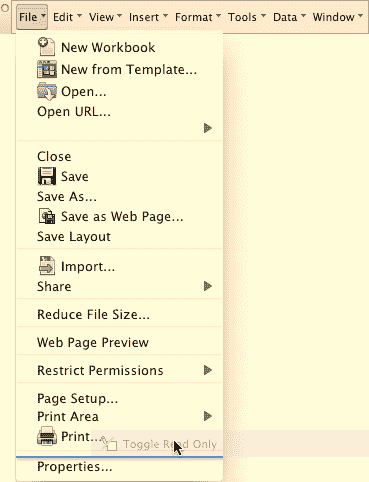 File Edit View Insert Format Tools Data Window
New Workbook
New from Template...
Open...
Open URL...
Close
Save
Save As...
Save as Web Page...
Save Layout
Import...
Share
Reduce File Size...
Web Page Preview
Restrict Permissions
Page Setup...
Print Area
Print...
Toggle Read Only
Properties...